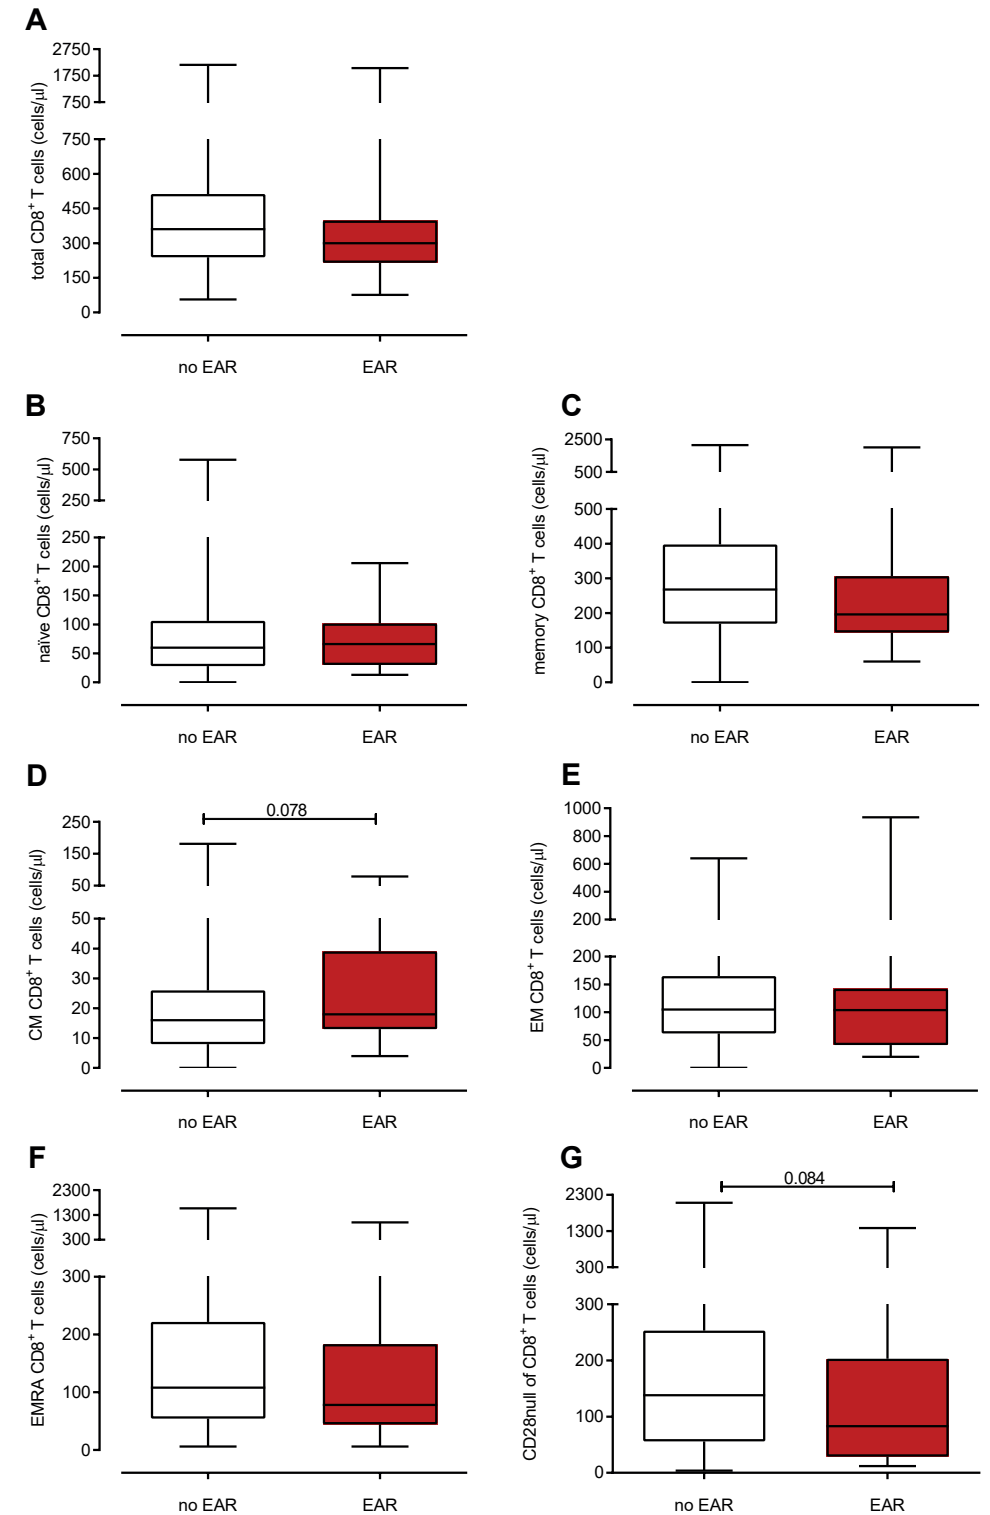 A
total CD8+ T cells (cells/μl)
2750
1750
750
750
600
450
300
150
0
no EAR
EAR
B
naïve CD8+ T cells (cells/μl)
750
500
250
250
200
150
100
50
0
no EAR
EAR
C
memory CD8+ T cells (cells/μl)
2500
500
500
400
300
200
100
0
no EAR
EAR
D
CM CD8+ T cells (cells/μl)
0.078
250
150
50
50
40
30
20
10
0
no EAR
EAR
E
EM CD8+ T cells (cells/μl)
1000
800
600
400
200
200
150
100
50
0
no EAR
EAR
F
EMRA CD8+ T cells (cells/μl)
2300
1300
300
300
200
100
0
no EAR
EAR
G
CD28null of CD8+ T cells (cells/μl)
0.084
2300
1300
300
300
200
100
0
no EAR
EAR